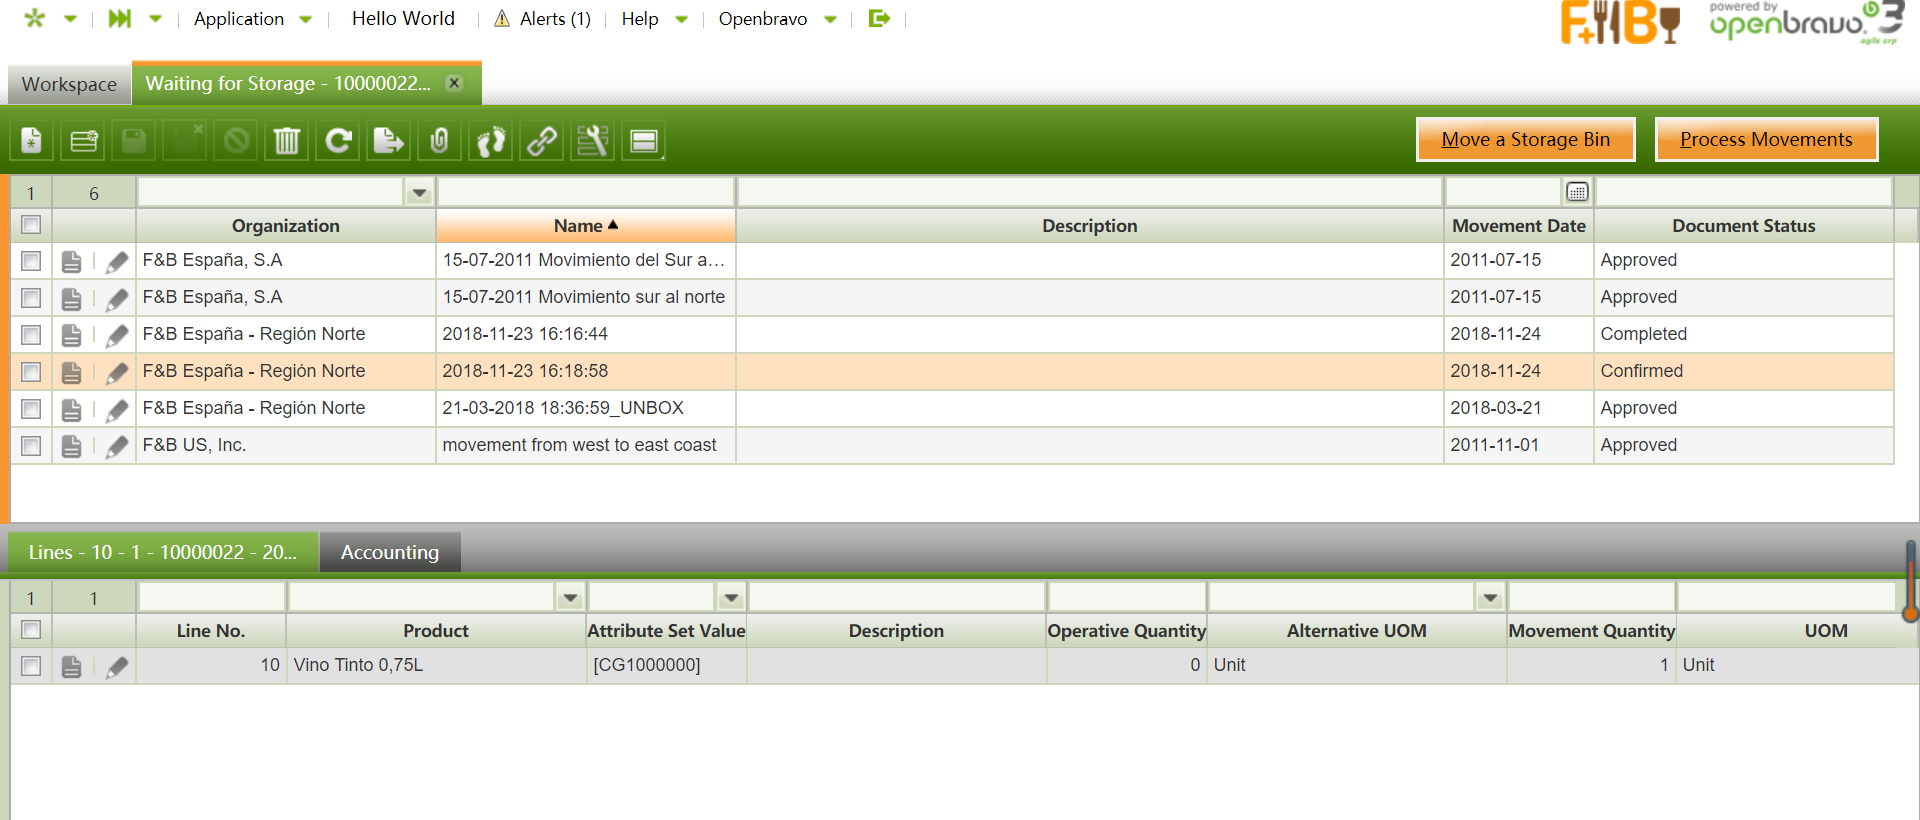 Application Hello World Alerts (1) Help Openbravo
F+B powered by openbravo 3 agile erp
Workspace Waiting for Storage - 10000022... x
Move a Storage Bin Process Movements
1 6
Organization Name Description Movement Date Document Status
F&B España, S.A 15-07-2011 Movimiento del Sur a... 2011-07-15 Approved
F&B España, S.A 15-07-2011 Movimiento sur al norte 2011-07-15 Approved
F&B España - Región Norte 2018-11-23 16:16:44 2018-11-24 Completed
F&B España - Región Norte 2018-11-23 16:18:58 2018-11-24 Confirmed
F&B España - Región Norte 21-03-2018 18:36:59_UNBOX 2018-03-21 Approved
F&B US, Inc. movement from west to east coast 2011-11-01 Approved
Lines - 10 - 1 - 10000022 - 20... Accounting
1 1
Line No. Product Attribute Set Value Description Operative Quantity Alternative UOM Movement Quantity UOM
10 Vino Tinto 0,75L [CG1000000] 0 Unit 1 Unit